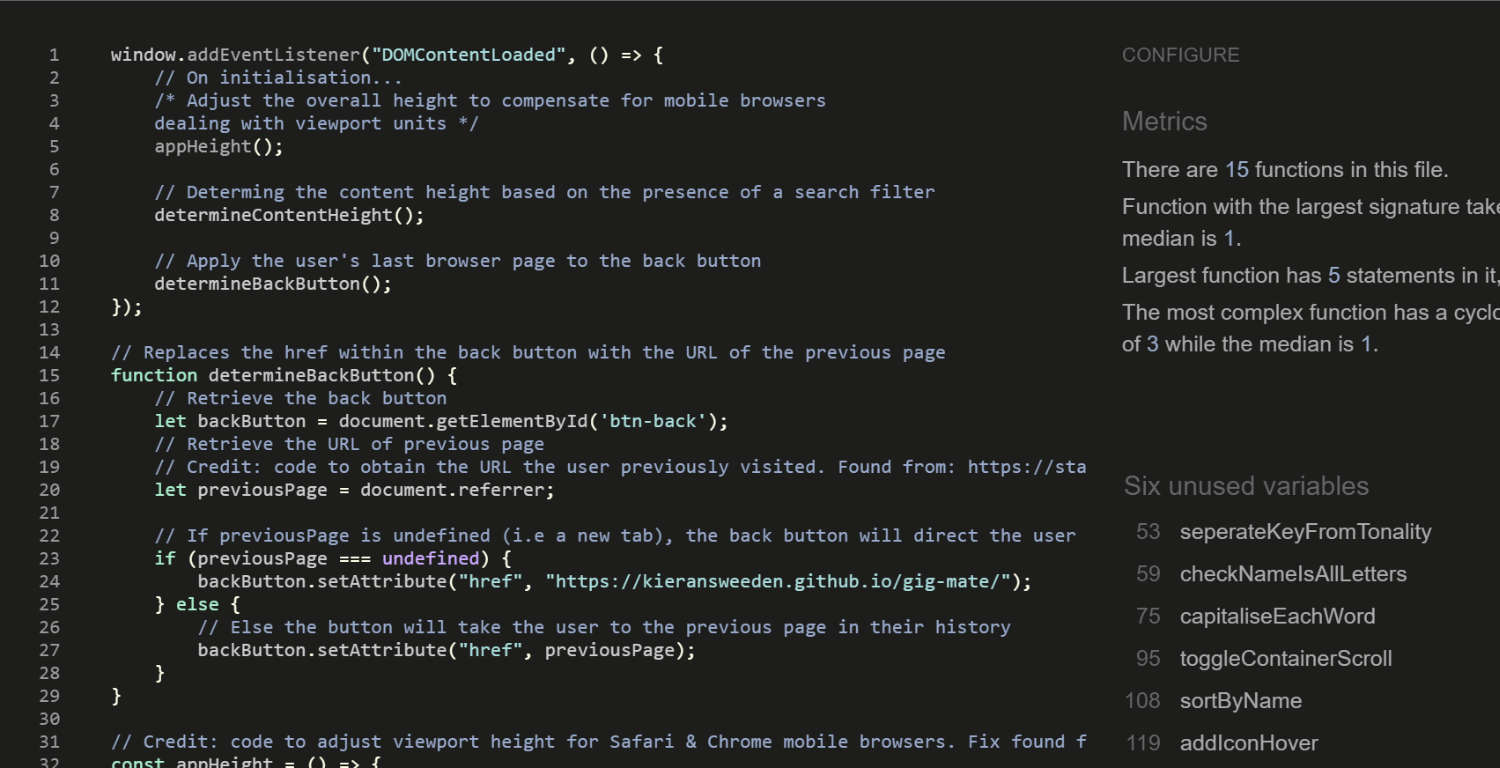 1 window.addEventListener("DOMContentLoaded", () => {
2 // On initialisation...
3 /* Adjust the overall height to compensate for mobile browsers
4 dealing with viewport units */
5 appHeight();
6
7 // Determing the content height based on the presence of a search filter
8 determineContentHeight();
9
10 // Apply the user's last browser page to the back button
11 determineBackButton();
12 });
13
14 // Replaces the href within the back button with the URL of the previous page
15 function determineBackButton() {
16 // Retrieve the back button
17 let backButton = document.getElementById('btn-back');
18 // Retrieve the URL of previous page
19 // Credit: code to obtain the URL the user previously visited. Found from: https://sta
20 let previousPage = document.referrer;
21
22 // If previousPage is undefined (i.e a new tab), the back button will direct the user
23 if (previousPage === undefined) {
24 backButton.setAttribute("href", "https://kieransweeden.github.io/gig-mate/");
25 } else {
26 // Else the button will take the user to the previous page in their history
27 backButton.setAttribute("href", previousPage);
28 }
29 }
30
31 // Credit: code to adjust viewport height for Safari & Chrome mobile browsers. Fix found f
32 const appHeight = () => {
CONFIGURE
Metrics
There are 15 functions in this file.
Function with the largest signature take
median is 1.
Largest function has 5 statements in it,
The most complex function has a cyclo
of 3 while the median is 1.
Six unused variables
53 seperateKeyFromTonality
59 checkNameIsAllLetters
75 capitaliseEachWord
95 toggleContainerScroll
108 sortByName
119 addIconHover